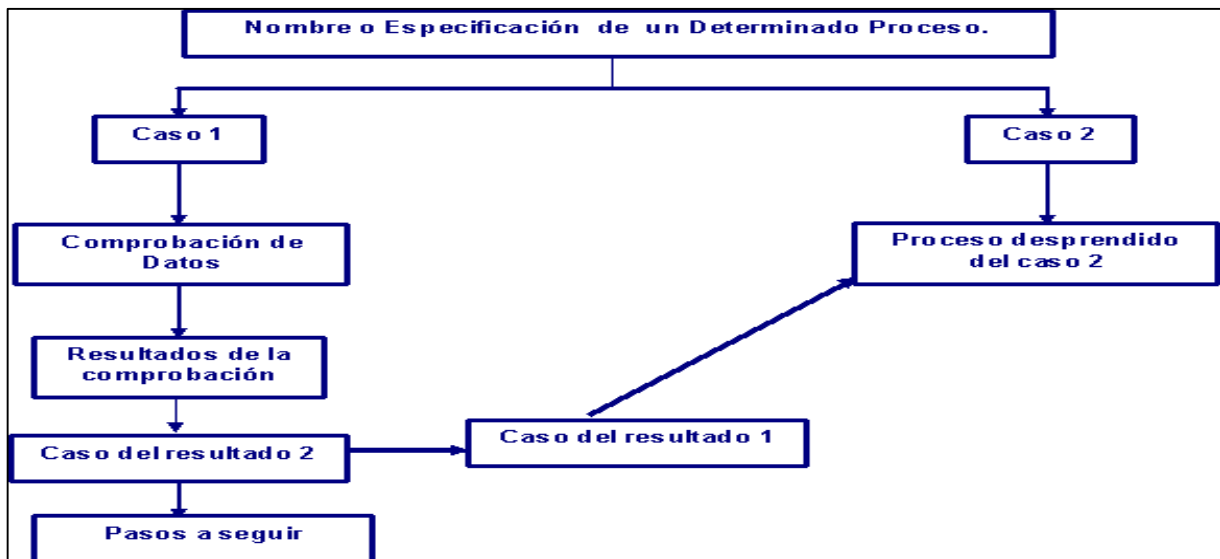 Nombre o Especificación de un Determinado Proceso.
Caso 1
Caso 2
Comprobación de
Datos
Proceso desprendido
del caso 2
Resultados de la
comprobación
Caso del resultado 2
Caso del resultado 1
Pasos a seguir